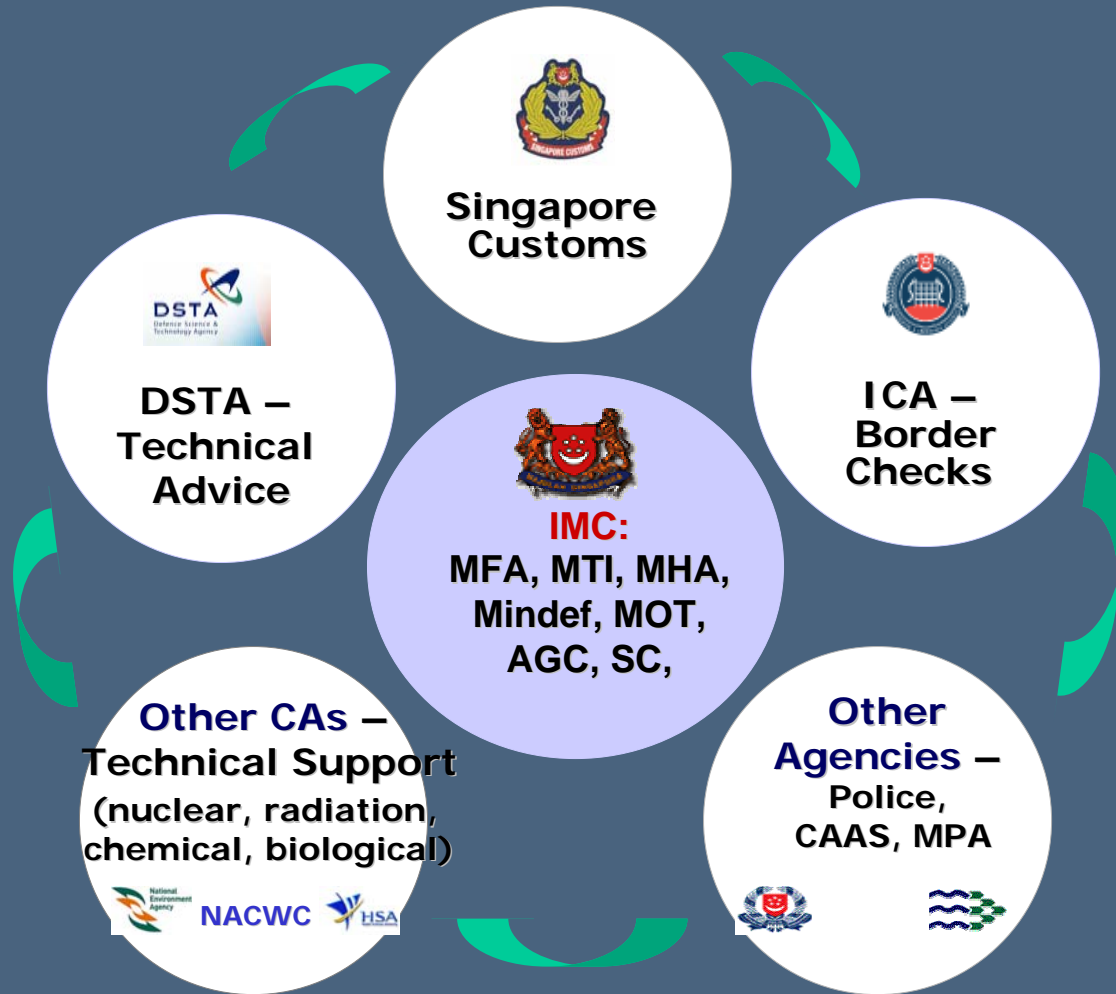 SINGAPORE CUSTOMS
Singapore
Customs
DSTA
Defence Science &
Technology Agency
DSTA –
Technical
Advice
ICA –
Border
Checks
MAJULAH SINGAPURA
IMC:
MFA, MTI, MHA,
Mindef, MOT,
AGC, SC,
Other CAs –
Technical Support
(nuclear, radiation,
chemical, biological)
National
Environment
Agency
NACWC
HSA
Other
Agencies –
Police,
CAAS, MPA